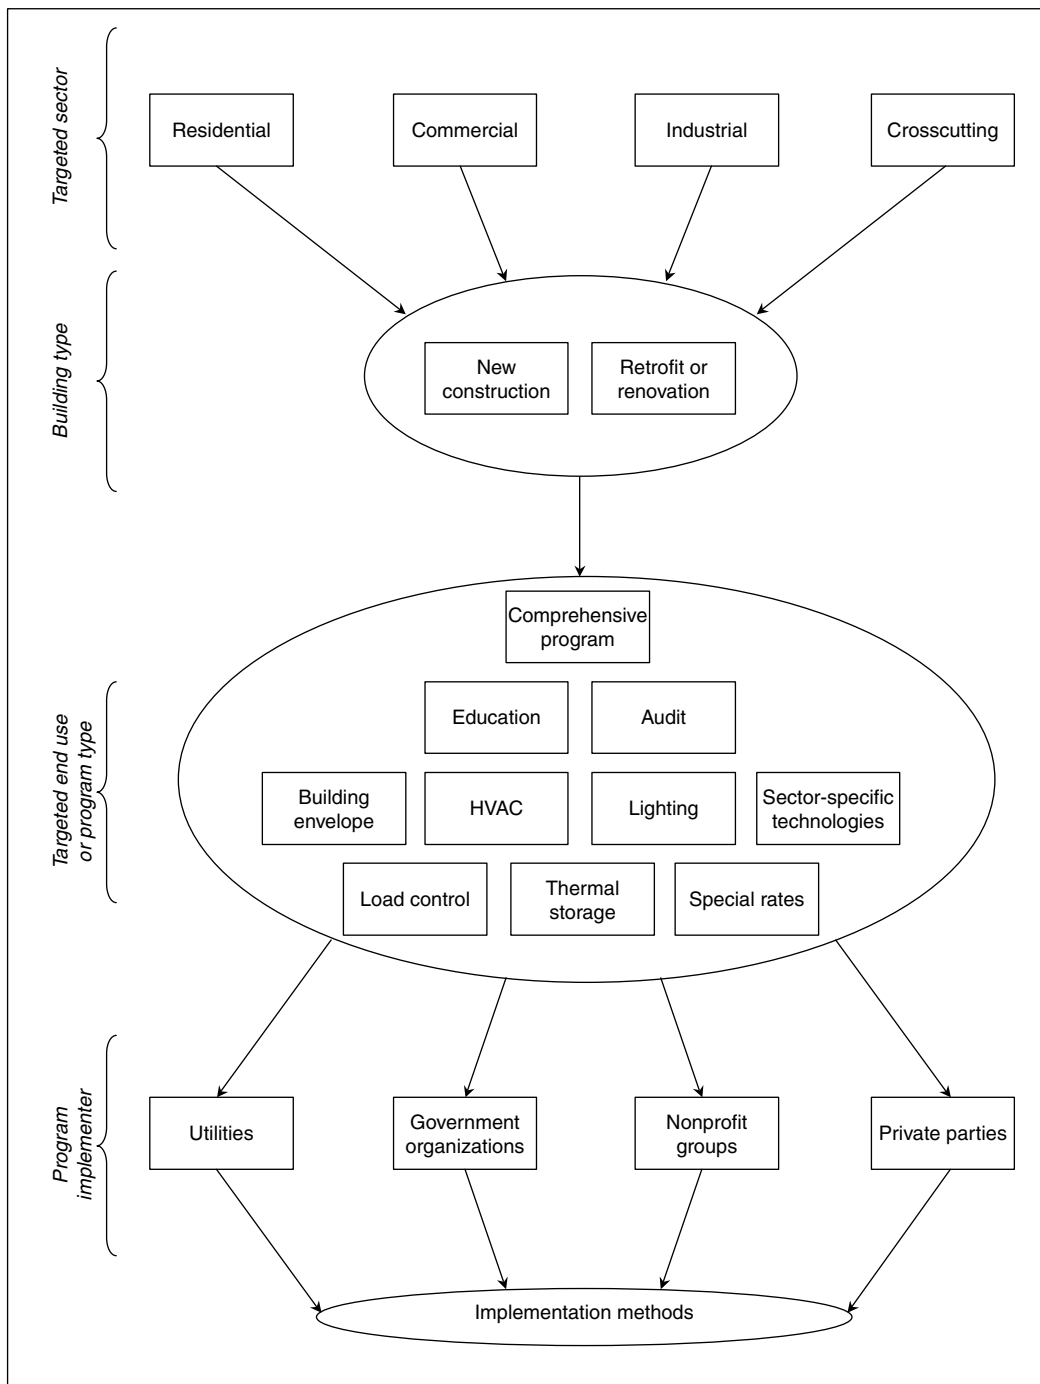 Targeted sector
Residential
Commercial
Industrial
Crosscutting
Building type
New
construction
Retrofit or
renovation
Targeted end use
or program type
Comprehensive
program
Education
Audit
Building
envelope
HVAC
Lighting
Sector-specific
technologies
Load control
Thermal
storage
Special rates
Program
implementer
Utilities
Government
organizations
Nonprofit
groups
Private parties
Implementation methods